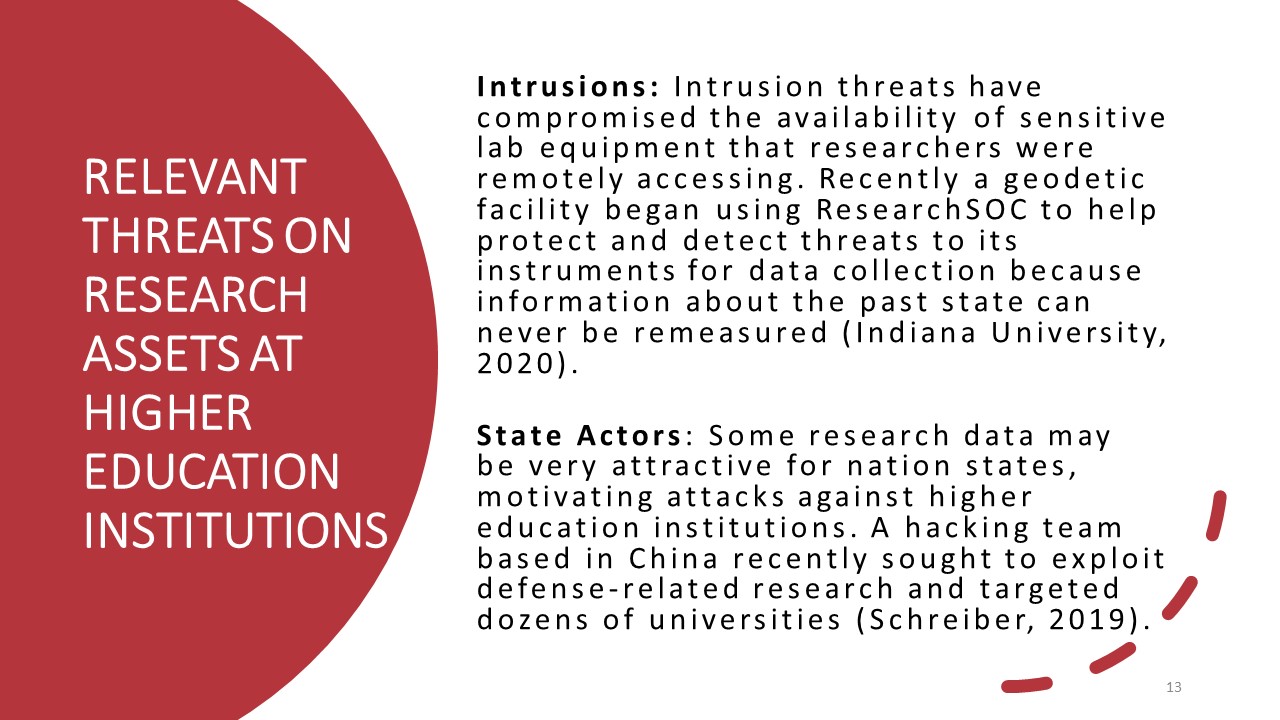 RELEVANT
THREATS ON
RESEARCH
ASSETS AT
HIGHER
EDUCATION
INSTITUTIONS
Intrusions: Intrusion threats have
compromised the availability of sensitive
lab equipment that researchers were
remotely accessing. Recently a geodetic
facility began using ResearchSOC to help
protect and detect threats to its
instruments for data collection because
information about the past state can
never be remeasured (Indiana University,
2020).
State Actors: Some research data may
be very attractive for nation states,
motivating attacks against higher
education institutions. A hacking team
based in China recently sought to exploit
defense-related research and targeted
dozens of universities (Schreiber, 2019).
13